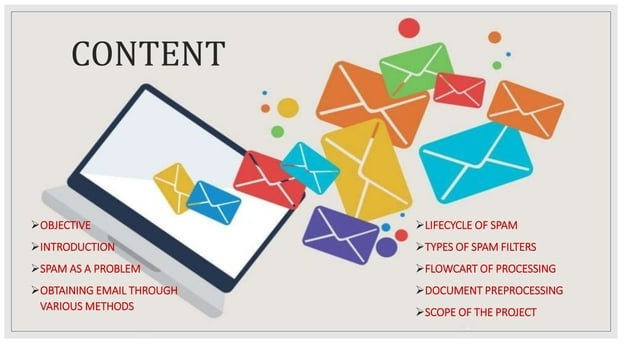 CONTENT
➢OBJECTIVE
➢INTRODUCTION
➢SPAM AS A PROBLEM
➢OBTAINING EMAIL THROUGH
VARIOUS METHODS
➢LIFECYCLE OF SPAM
➢TYPES OF SPAM FILTERS
➢FLOWCART OF PROCESSING
➢DOCUMENT PREPROCESSING
➢SCOPE OF THE PROJECT